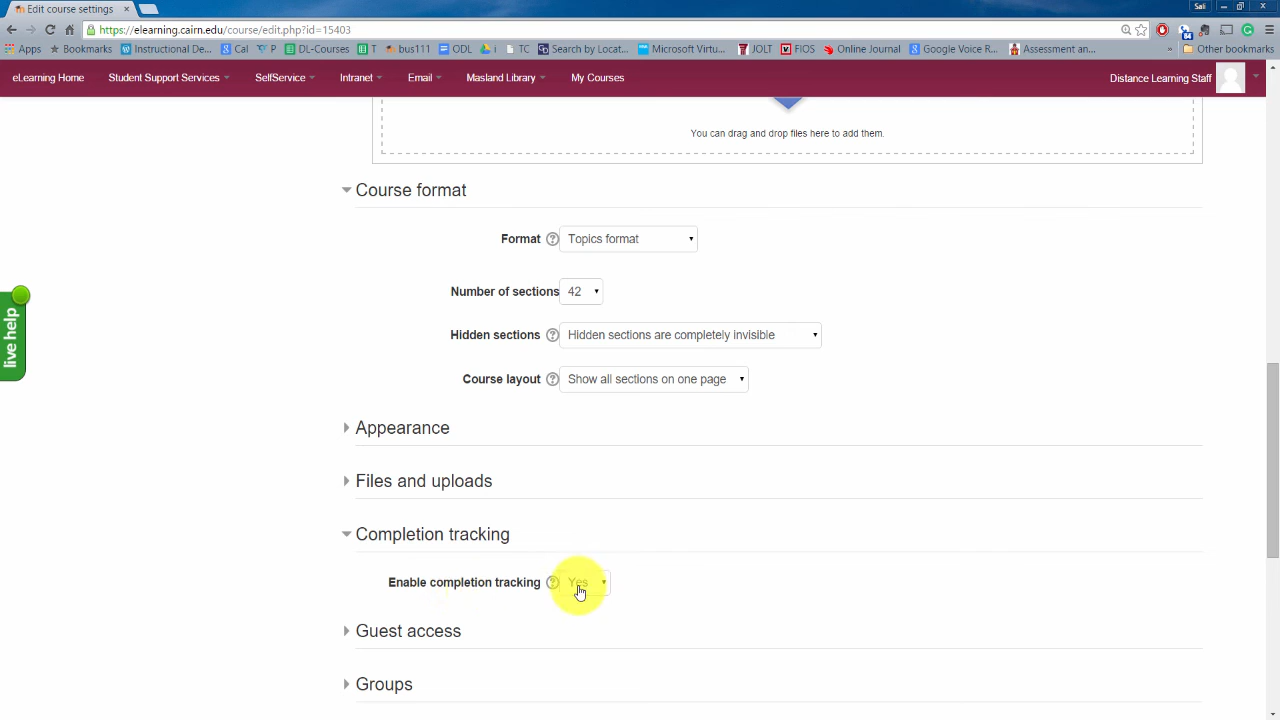 Edit course settings
Sai
https://elearning.cairn.edu/course/edit.php?id=15403
Apps Bookmarks Instructional De... Cal P DL-Courses T bus111 ODL i TC Search by Locat... Microsoft Virtu... JOLT FIOS Online Journal Google Voice R... Assessment an... » Other bookmarks
eLearning Home Student Support Services SelfService Intranet Email Masland Library My Courses Distance Learning Staff
You can drag and drop files here to add them.
Course format
Format Topics format
Number of sections 42
live help
Hidden sections Hidden sections are completely invisible
Course layout Show all sections on one page
Appearance
Files and uploads
Completion tracking
Enable completion tracking Yes
Guest access
Groups